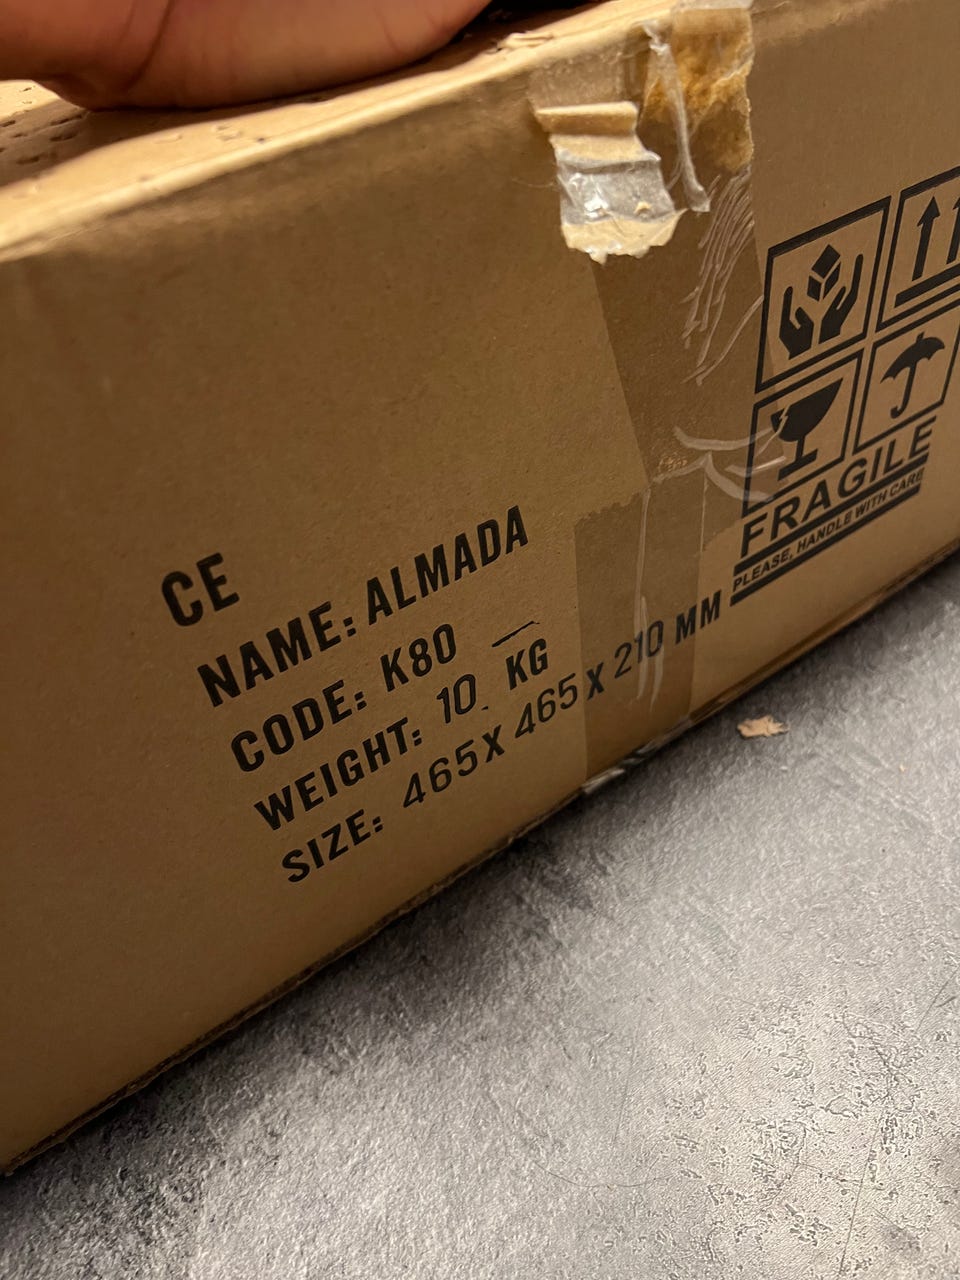 CE
NAME: ALMADA
CODE: K80
WEIGHT: 10 KG
SIZE: 465 X 465 X 210 MM
FRAGILE
PLEASE, HANDLE WITH CARE